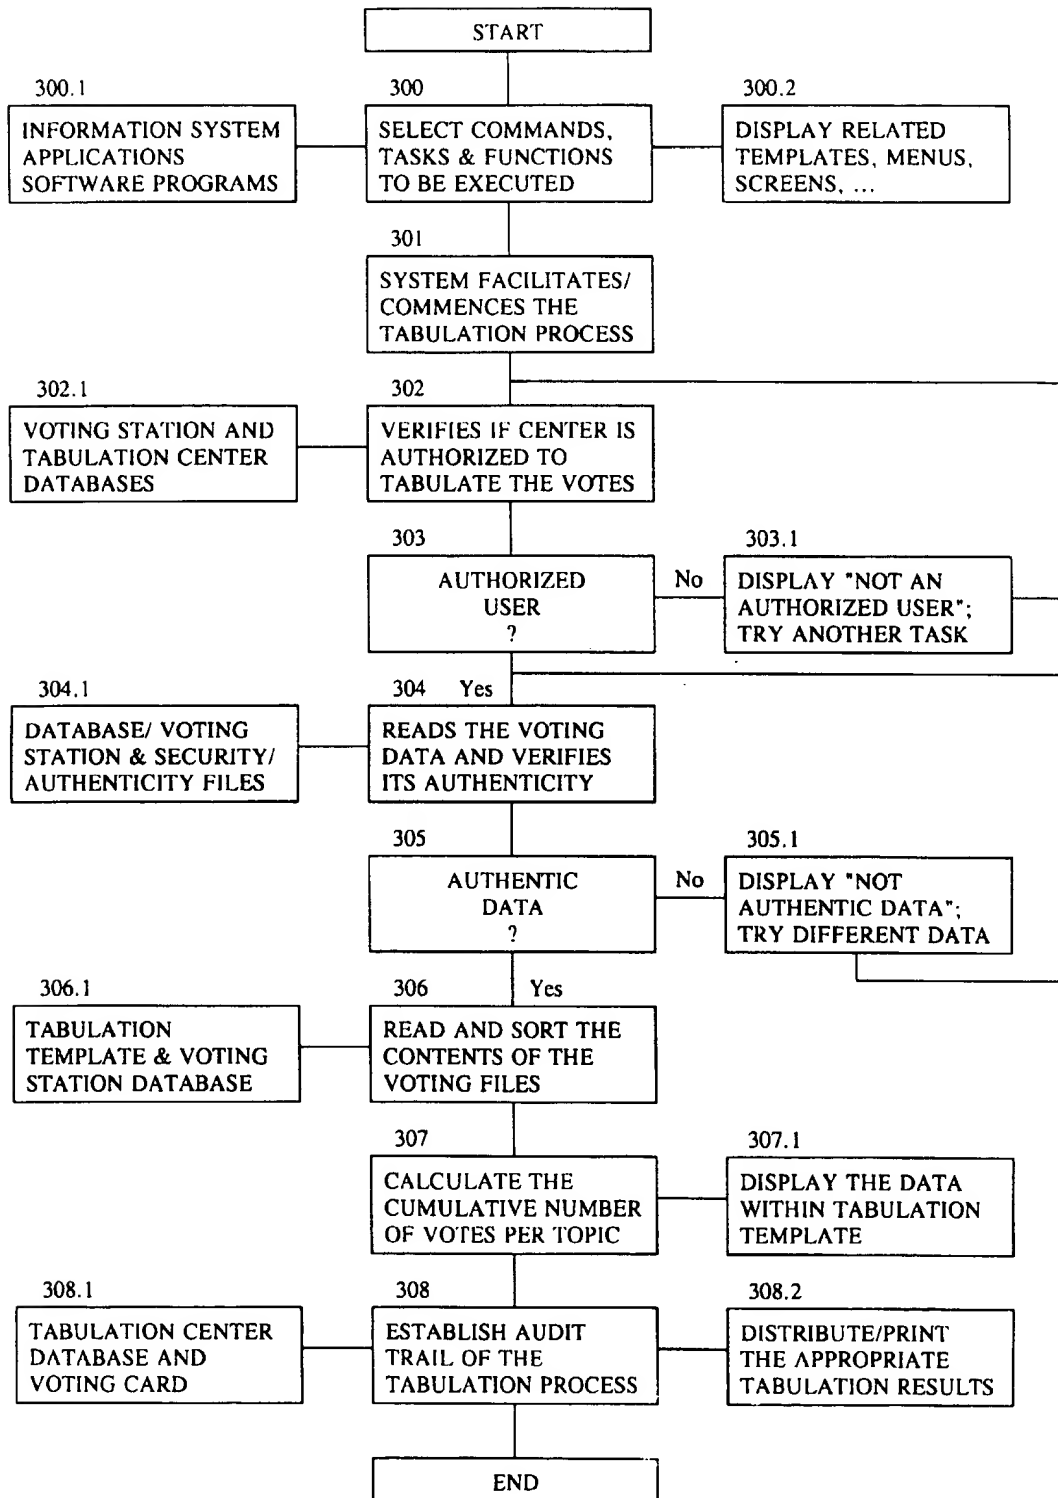 START
300.1
INFORMATION SYSTEM
APPLICATIONS
SOFTWARE PROGRAMS
300
SELECT COMMANDS,
TASKS & FUNCTIONS
TO BE EXECUTED
300.2
DISPLAY RELATED
TEMPLATES, MENUS,
SCREENS, ...
301
SYSTEM FACILITATES/
COMMENCES THE
TABULATION PROCESS
302.1
VOTING STATION AND
TABULATION CENTER
DATABASES
302
VERIFIES IF CENTER IS
AUTHORIZED TO
TABULATE THE VOTES
303
AUTHORIZED
USER
?
No
303.1
DISPLAY "NOT AN
AUTHORIZED USER";
TRY ANOTHER TASK
304.1
DATABASE/ VOTING
STATION & SECURITY/
AUTHENTICITY FILES
304
Yes
READS THE VOTING
DATA AND VERIFIES
ITS AUTHENTICITY
305
AUTHENTIC
DATA
?
No
305.1
DISPLAY "NOT
AUTHENTIC DATA";
TRY DIFFERENT DATA
306.1
TABULATION
TEMPLATE & VOTING
STATION DATABASE
306
Yes
READ AND SORT THE
CONTENTS OF THE
VOTING FILES
307
CALCULATE THE
CUMULATIVE NUMBER
OF VOTES PER TOPIC
307.1
DISPLAY THE DATA
WITHIN TABULATION
TEMPLATE
308.1
TABULATION CENTER
DATABASE AND
VOTING CARD
308
ESTABLISH AUDIT
TRAIL OF THE
TABULATION PROCESS
308.2
DISTRIBUTE/PRINT
THE APPROPRIATE
TABULATION RESULTS
END